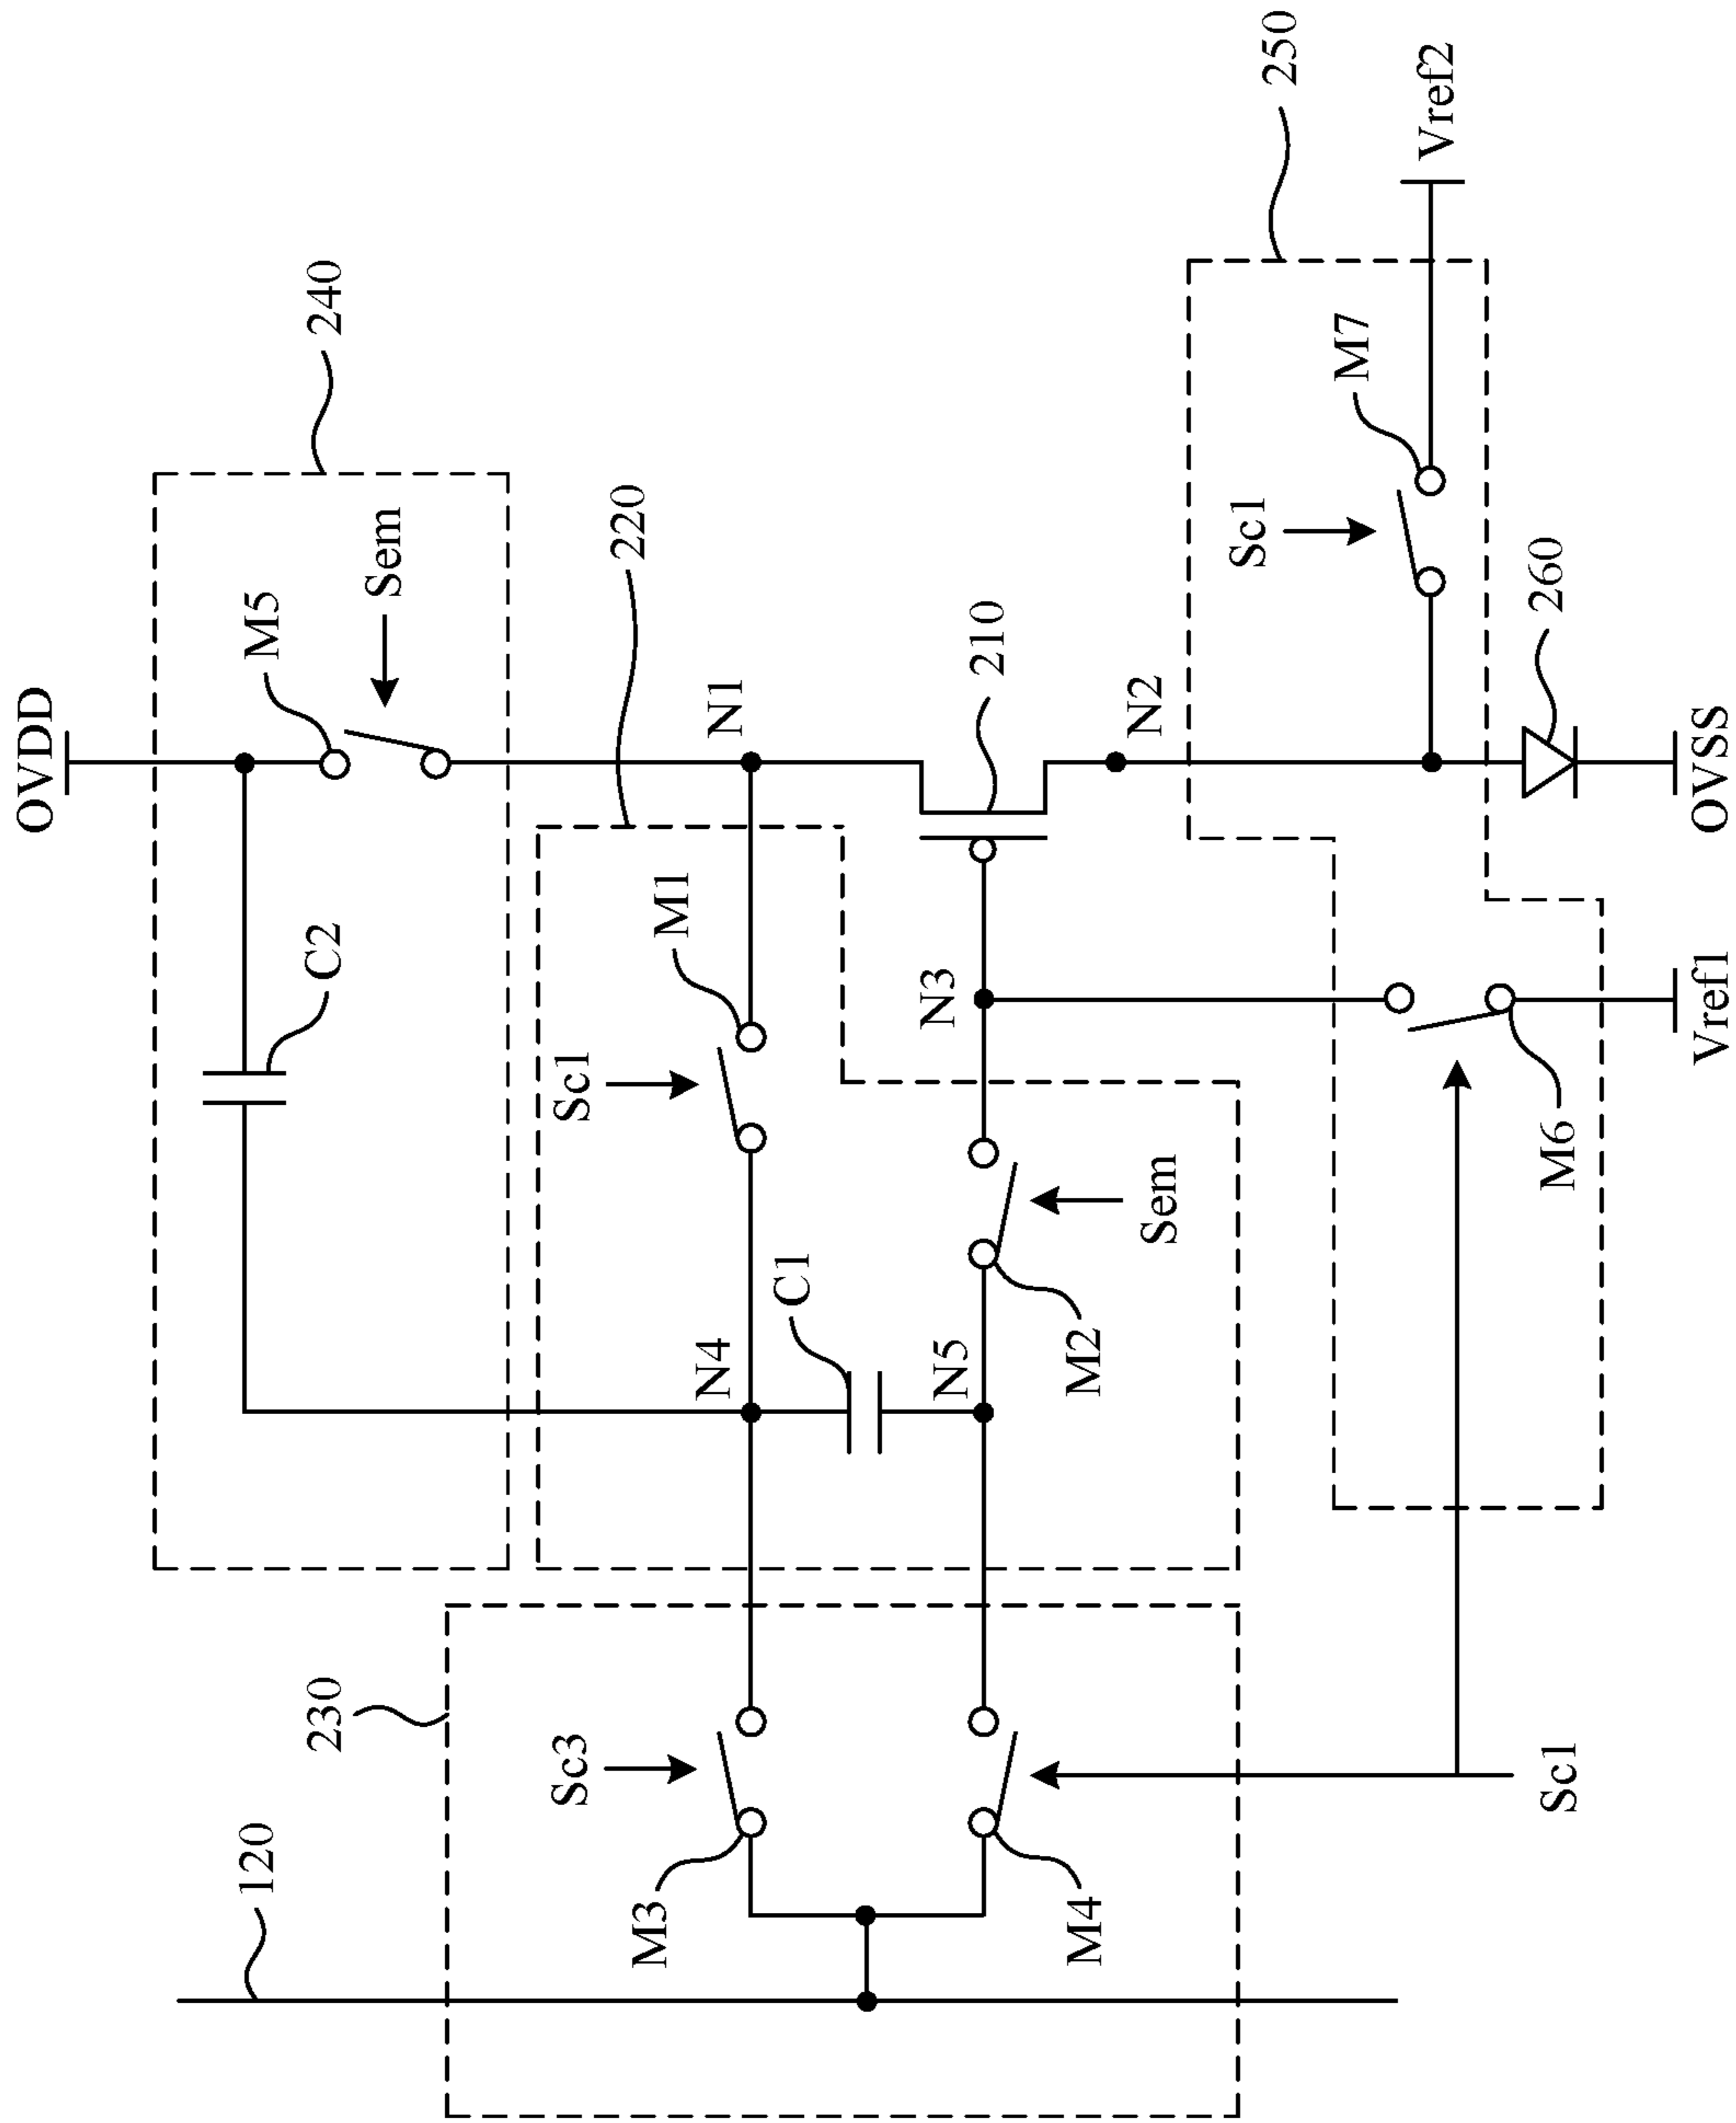 OVDD
240
M5
Sem
C2
220
N1
M1
Sc1
N4
C1
N5
N3
210
N2
M2
Sem
250
Vref2
M7
Sc1
260
OVSS
Vref1
M6
230
Sc3
M3
M4
Sc1
120